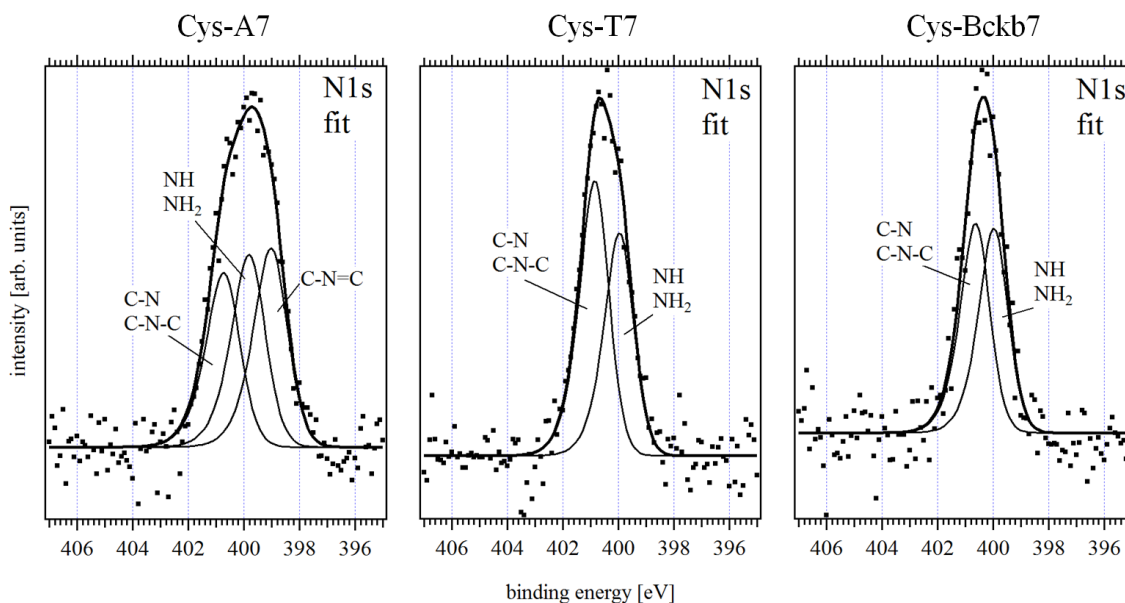 Cys-A7
Cys-T7
Cys-Bckb7
intensity [arb. units]
N1s
fit
NH
NH₂
C-N
C-N-C
C-N=C
406 404 402 400 398 396
N1s
fit
C-N
C-N-C
NH
NH₂
406 404 402 400 398 396
N1s
fit
C-N
C-N-C
NH
NH₂
406 404 402 400 398 396
binding energy [eV]